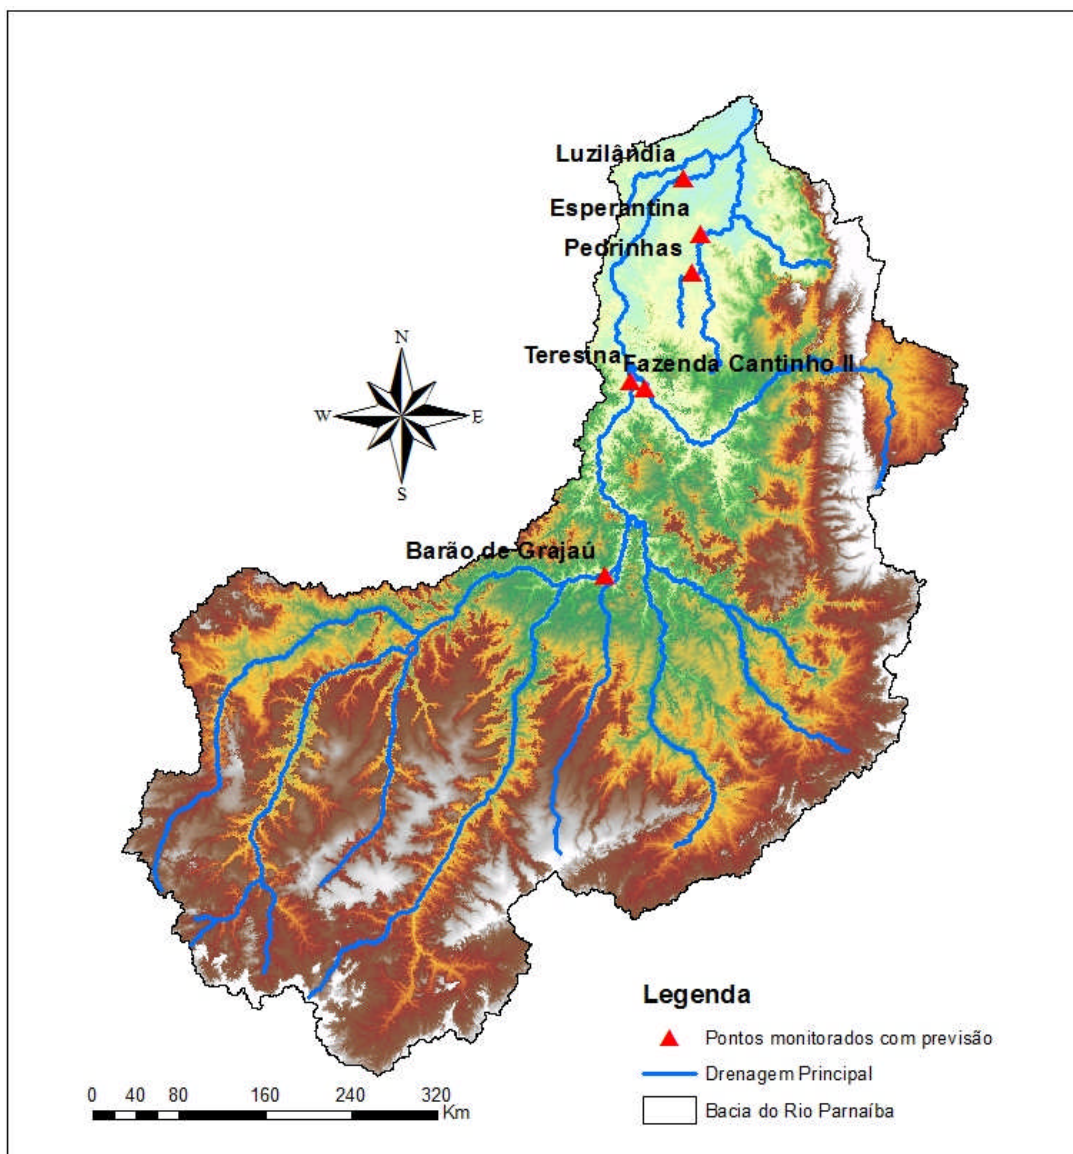 Luzilândia
Esperantina
Pedrinhas
Teresina
Fazenda Cantinho II
N
W
E
S
Barão de Grajaú
Legenda
Pontos monitorados com previsão
Drenagem Principal
Bacia do Rio Parnaíba
0 40 80 160 240 320
Km